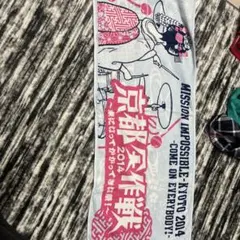 MISSION IMPOSSIBLE-KYOTO 2014
-COME ON EVERYBODY!-
京都大作戦
2014